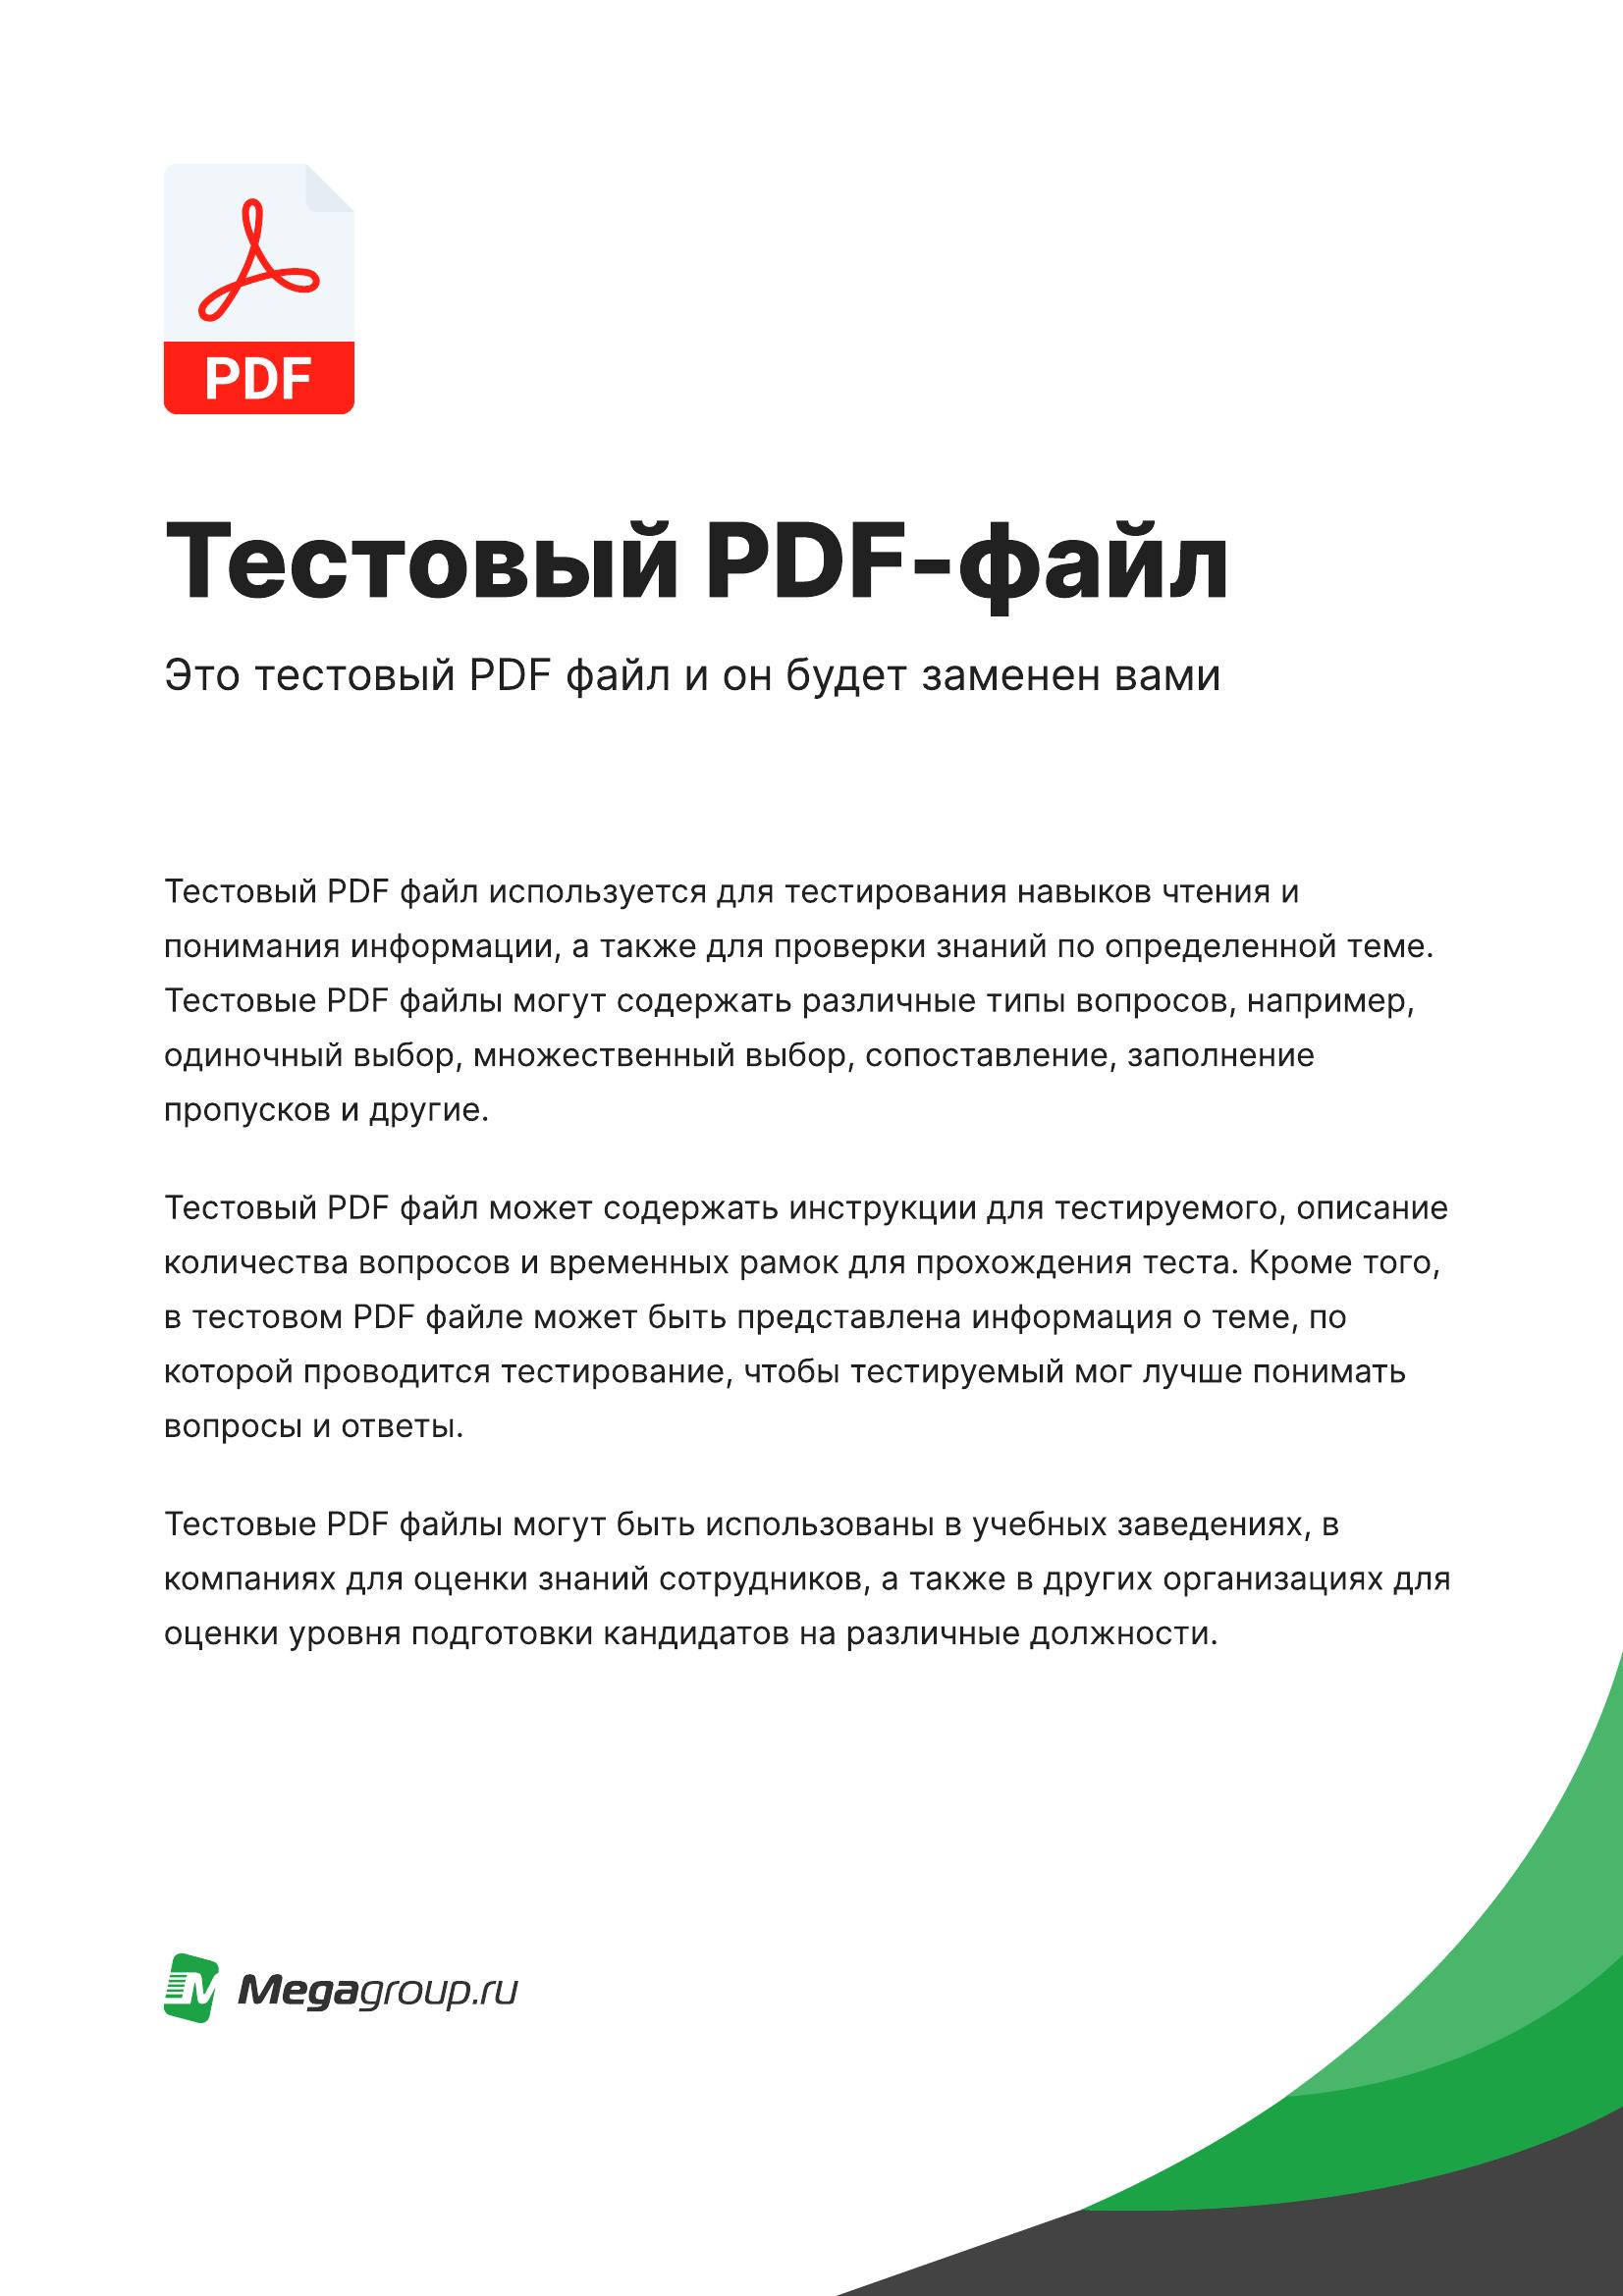 PDF
Тестовый PDF-файл
Это тестовый PDF файл и он будет заменен вами
Тестовый PDF файл используется для тестирования навыков чтения и
понимания информации, а также для проверки знаний по определенной теме.
Тестовые PDF файлы могут содержать различные типы вопросов, например,
одиночный выбор, множественный выбор, сопоставление, заполнение
пропусков и другие.
Тестовый PDF файл может содержать инструкции для тестируемого, описание
количества вопросов и временных рамок для прохождения теста. Кроме того,
в тестовом PDF файле может быть представлена информация о теме, по
которой проводится тестирование, чтобы тестируемый мог лучше понимать
вопросы и ответы.
Тестовые PDF файлы могут быть использованы в учебных заведениях, в
компаниях для оценки знаний сотрудников, а также в других организациях для
оценки уровня подготовки кандидатов на различные должности.
M Megagroup.ru